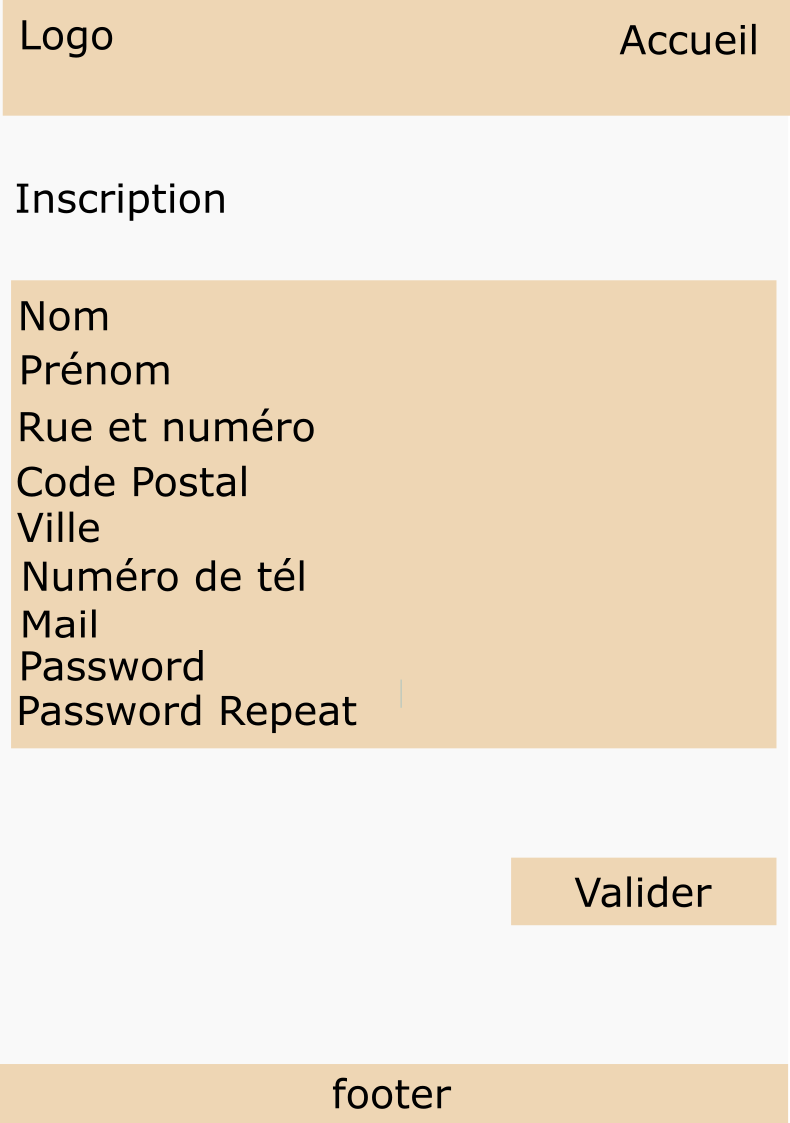 Logo
Accueil
Inscription
Nom
Prénom
Rue et numéro
Code Postal
Ville
Numéro de tél
Mail
Password
Password Repeat
Valider
footer